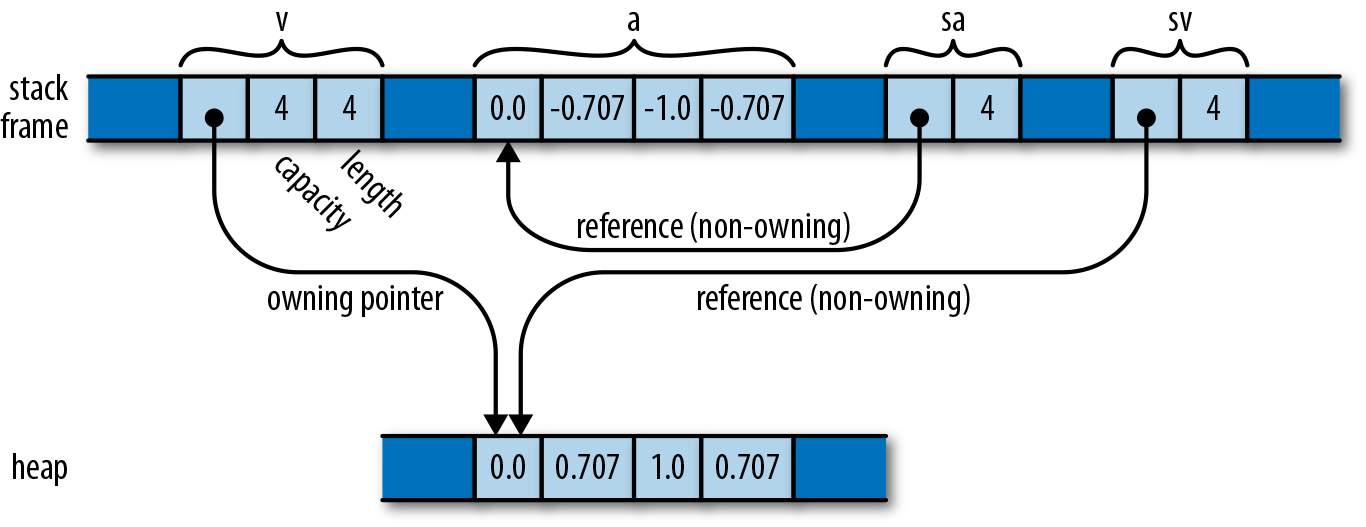 v a sa sv
stack
frame
4 4 0.0 -0.707 -1.0 -0.707 4 4
capacity
length
reference (non-owning)
owning pointer
reference (non-owning)
heap
0.0 0.707 1.0 0.707